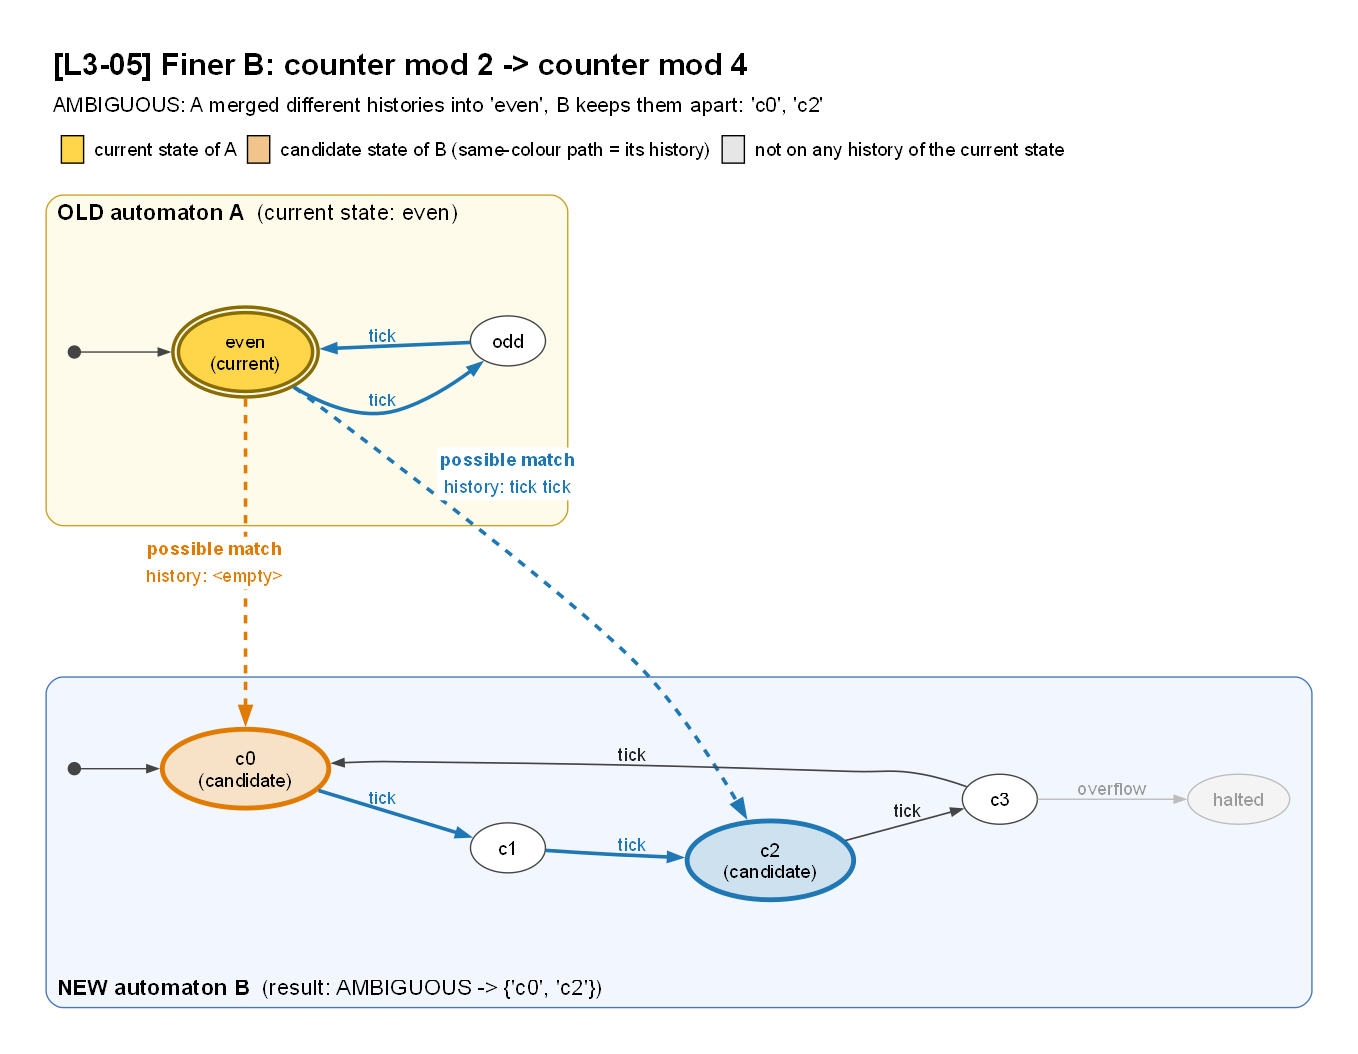 [L3-05] Finer B: counter mod 2 -> counter mod 4
AMBIGUOUS: A merged different histories into 'even', B keeps them apart: 'c0', 'c2'
current state of A
candidate state of B (same-colour path = its history)
not on any history of the current state
OLD automaton A (current state: even)
even
(current)
tick
odd
tick
possible match
history: tick tick
possible match
history: <empty>
c0
(candidate)
tick
tick
c1
tick
c2
(candidate)
tick
c3
overflow
halted
NEW automaton B (result: AMBIGUOUS -> {'c0', 'c2'})